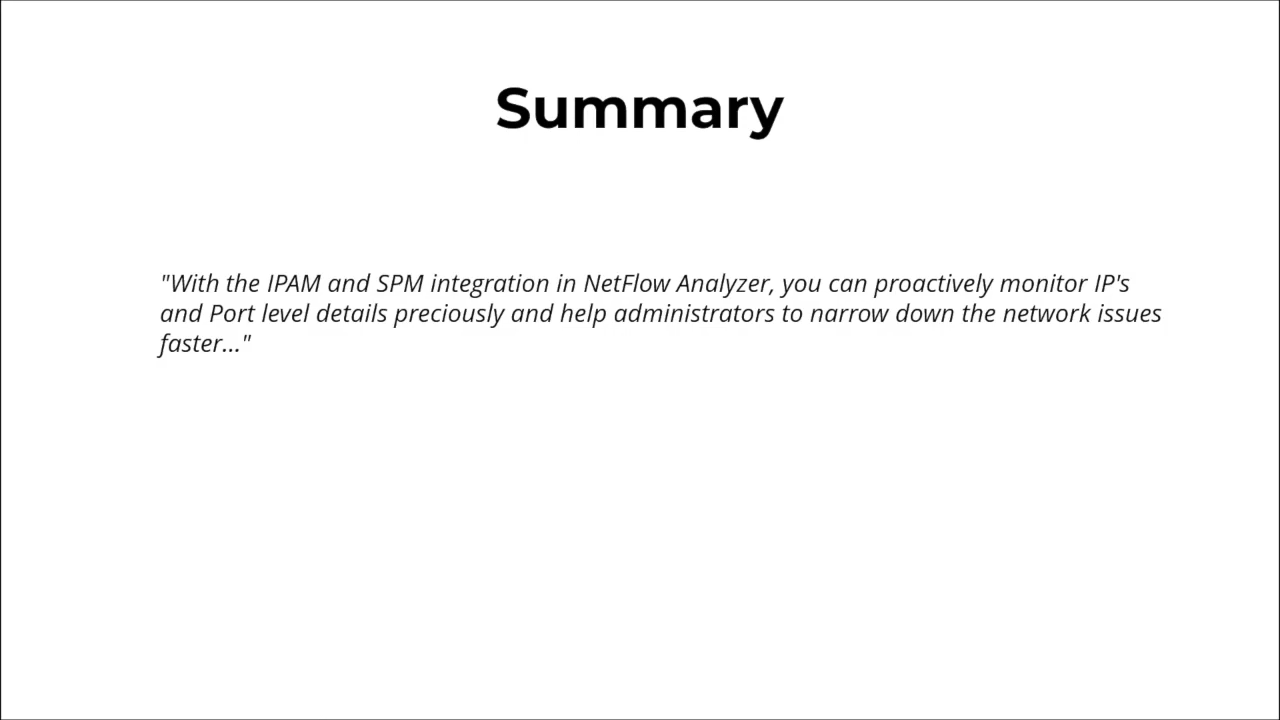 Summary
"With the IPAM and SPM integration in NetFlow Analyzer, you can proactively monitor IP's
and Port level details preciously and help administrators to narrow down the network issues
faster..."